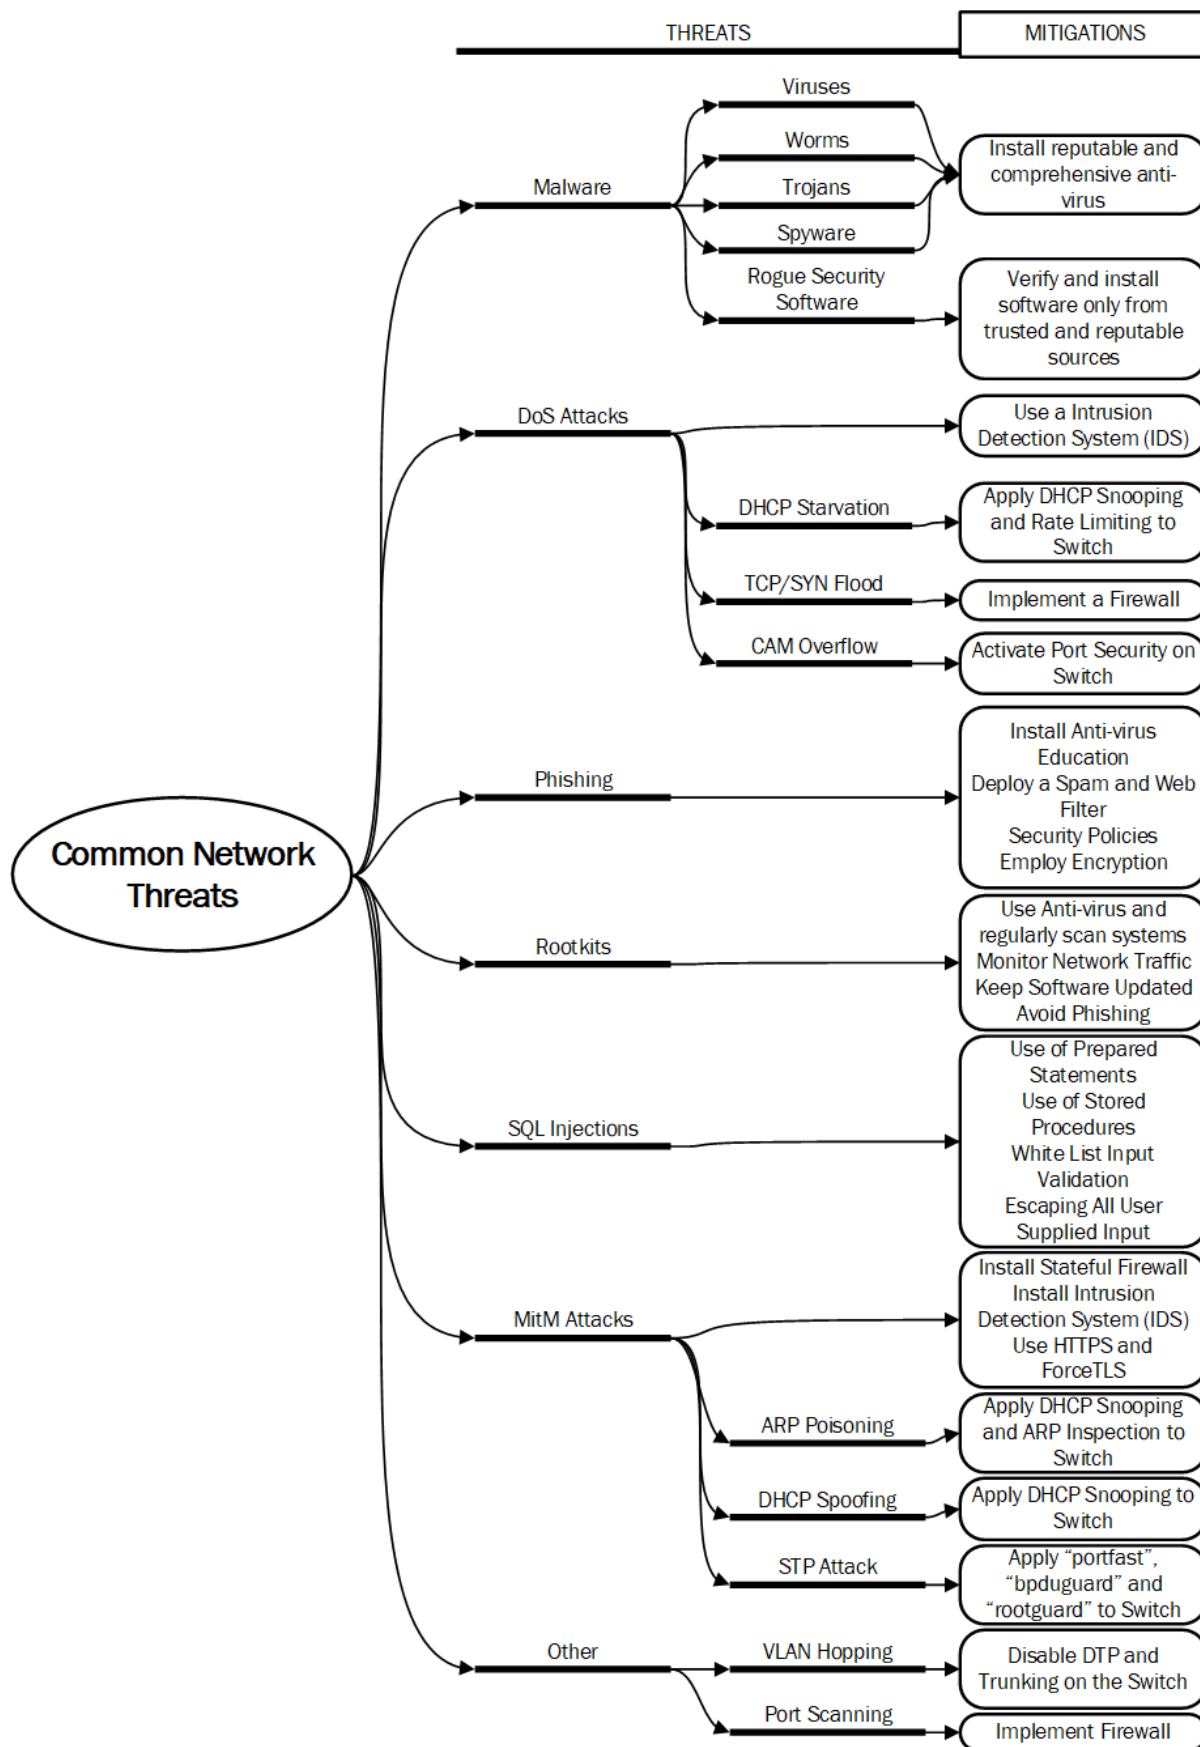 THREATS
MITIGATIONS
Viruses
Worms
Malware
Trojans
Spyware
Install reputable and
comprehensive anti-
virus
Rogue Security
Software
Verify and install
software only from
trusted and reputable
sources
DoS Attacks
Use a Intrusion
Detection System (IDS)
DHCP Starvation
Apply DHCP Snooping
and Rate Limiting to
Switch
TCP/SYN Flood
Implement a Firewall
CAM Overflow
Activate Port Security on
Switch
Phishing
Install Anti-virus
Education
Deploy a Spam and Web
Filter
Security Policies
Employ Encryption
Common Network
Threats
Rootkits
Use Anti-virus and
regularly scan systems
Monitor Network Traffic
Keep Software Updated
Avoid Phishing
SQL Injections
Use of Prepared
Statements
Use of Stored
Procedures
White List Input
Validation
Escaping All User
Supplied Input
MitM Attacks
Install Stateful Firewall
Install Intrusion
Detection System (IDS)
Use HTTPS and
ForceTLS
ARP Poisoning
Apply DHCP Snooping
and ARP Inspection to
Switch
DHCP Spoofing
Apply DHCP Snooping to
Switch
STP Attack
Apply “portfast”,
“bpduguard” and
“rootguard” to Switch
Other
VLAN Hopping
Disable DTP and
Trunking on the Switch
Port Scanning
Implement Firewall